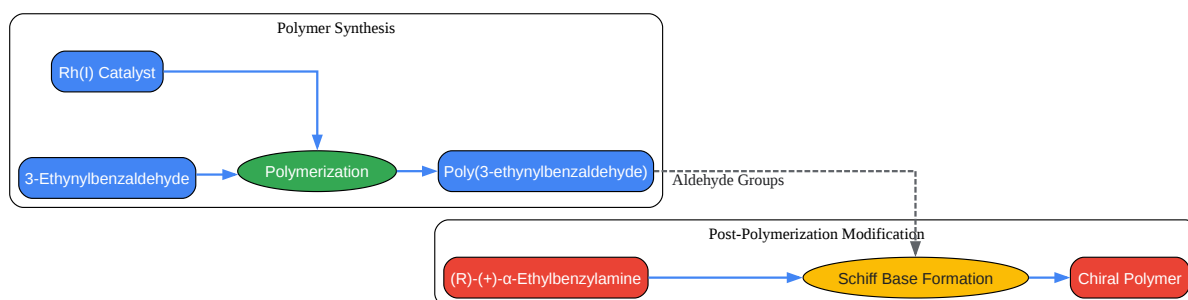 Polymer Synthesis
Rh(I) Catalyst
3-Ethynylbenzaldehyde
Polymerization
Poly(3-ethynylbenzaldehyde)
Aldehyde Groups
Post-Polymerization Modification
(R)-(+)-α-Ethylbenzylamine
Schiff Base Formation
Chiral Polymer